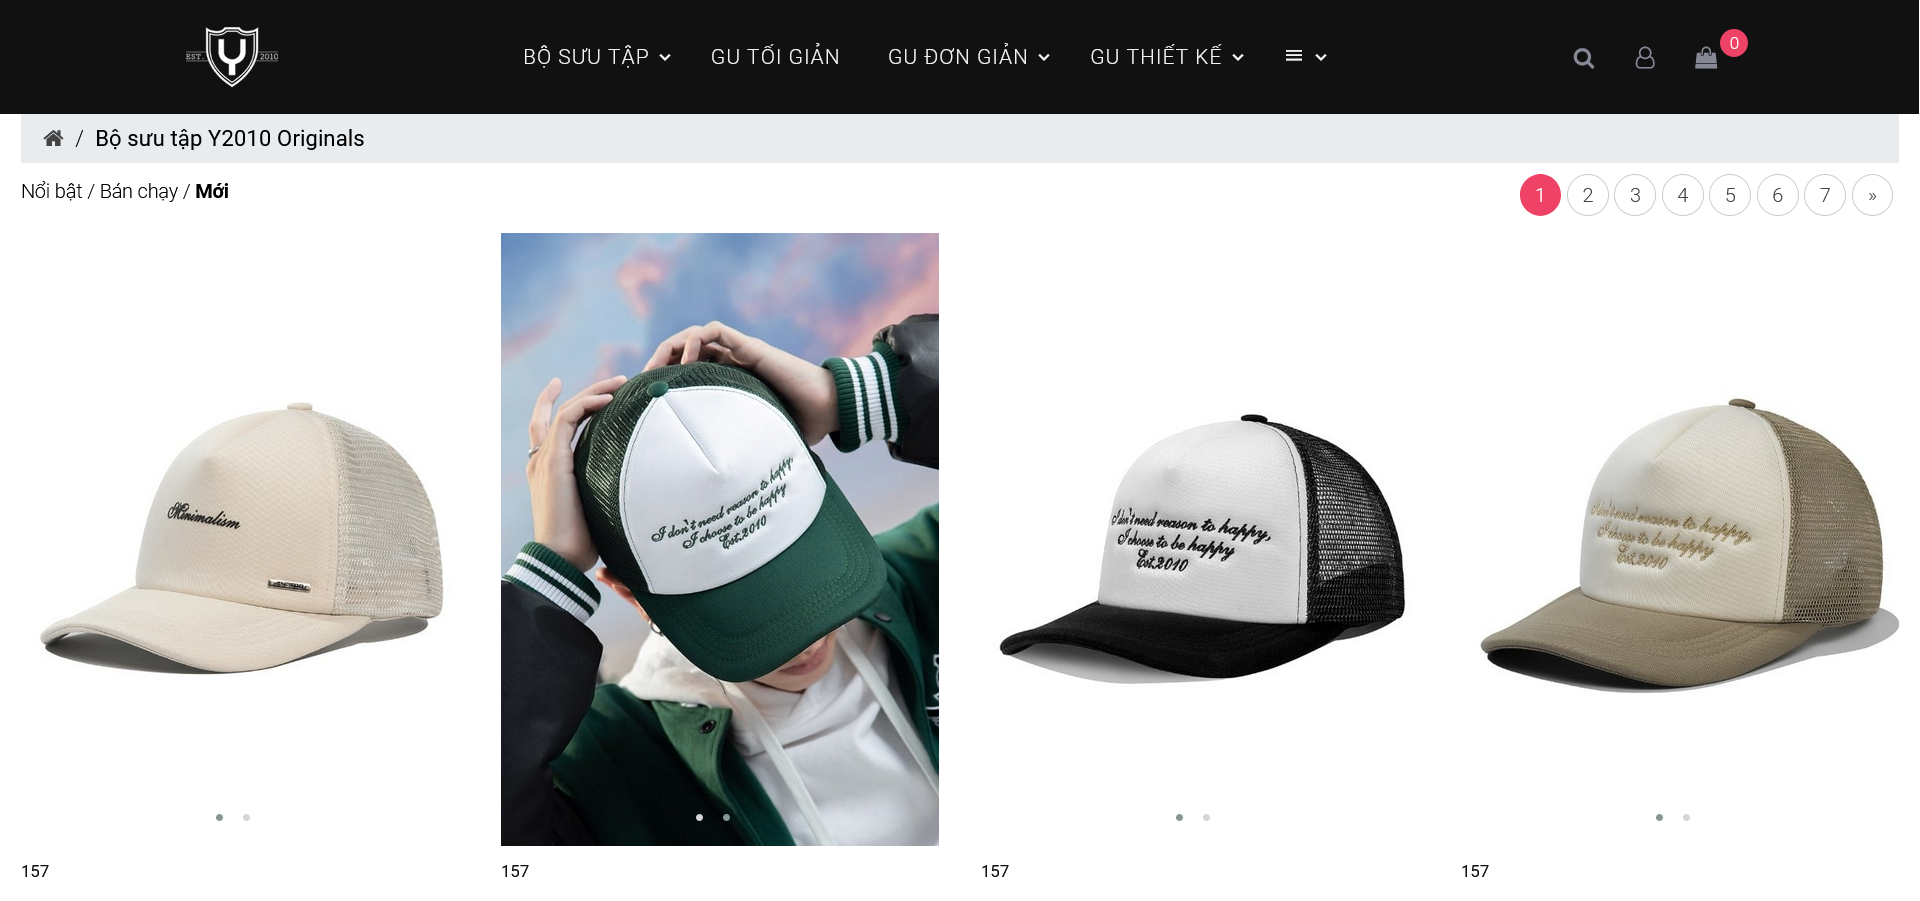 EST. Y 2010
BỘ SƯU TẬP
GU TỐI GIẢN
GU ĐƠN GIẢN
GU THIẾT KẾ
0
/ Bộ sưu tập Y2010 Originals
Nổi bật / Bán chạy / Mới
1 2 3 4 5 6 7 »
Minimalism
I don't need reason to happy,
I choose to be happy
Est.2010
I don't need reason to happy,
I choose to be happy
Est.2010
I don't need reason to happy,
I choose to be happy
Est.2010
157
157
157
157